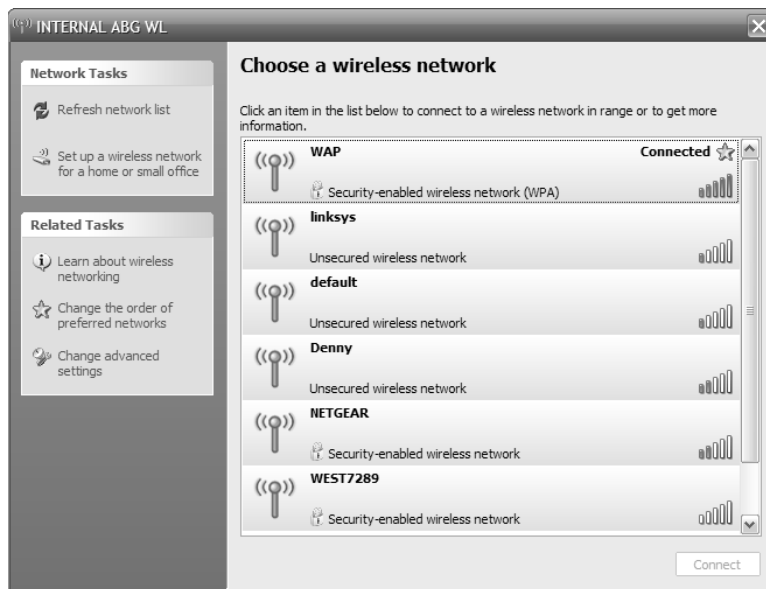 INTERNAL ABG WL
Network Tasks
Refresh network list
Set up a wireless network
for a home or small office
Related Tasks
Learn about wireless
networking
Change the order of
preferred networks
Change advanced
settings
Choose a wireless network
Click an item in the list below to connect to a wireless network in range or to get more
information.
WAP Connected
Security-enabled wireless network (WPA)
linksys
Unsecured wireless network
default
Unsecured wireless network
Denny
Unsecured wireless network
NETGEAR
Security-enabled wireless network
WEST7289
Security-enabled wireless network
Connect